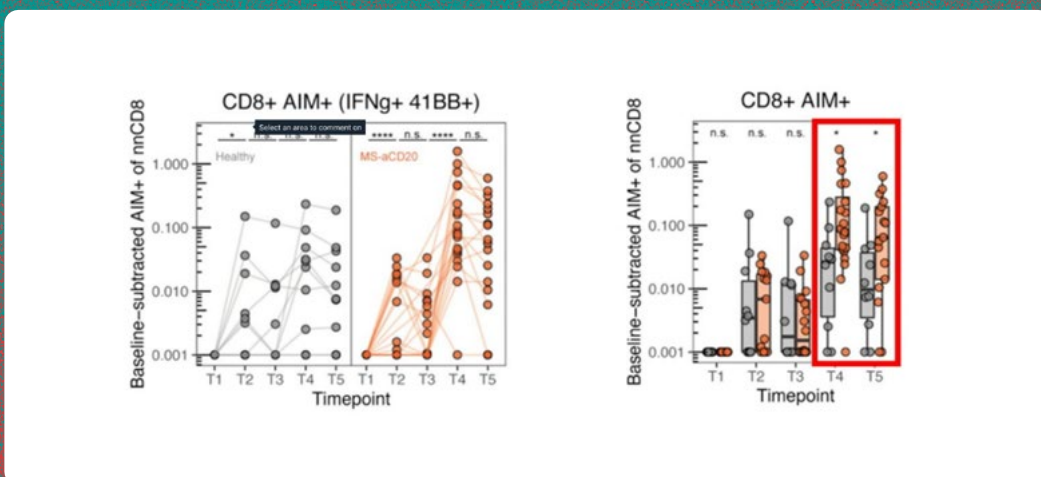 CD8+ AIM+ (IFNg+ 41BB+)
Baseline-subtracted AIM+ of nnCD8
* n.s. n.s. n.s.
Select an area to comment on
**** n.s. **** n.s.
Healthy
MS-aCD20
1.000
0.100
0.010
0.001
T1 T2 T3 T4 T5 T1 T2 T3 T4 T5
Timepoint
CD8+ AIM+
Baseline-subtracted AIM+ of nnCD8
n.s. n.s. n.s. * *
1.000
0.100
0.010
0.001
T1 T2 T3 T4 T5
Timepoint